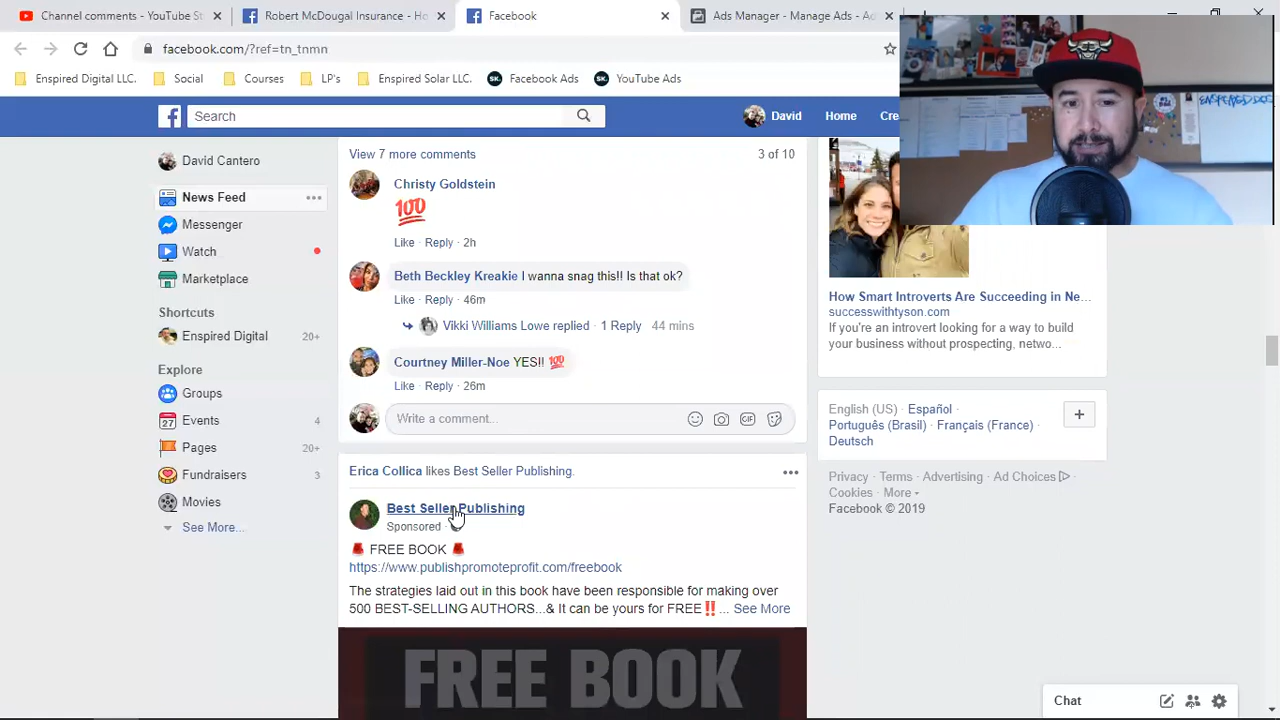 Channel comments - YouTube St
Robert McDougal Insurance - Ho
Facebook
Ads Manager - Manage Ads - A
facebook.com/?ref=tn_tnmn
Enspired Digital LLC.
Social
Courses
LP's
Enspired Solar LLC.
SK.
Facebook Ads
SK.
YouTube Ads
Search
David
Home
Cre
David Cantero
News Feed
Messenger
Watch
Marketplace
Shortcuts
Enspired Digital 20+
Explore
Groups
Events 4
Pages 20+
Fundraisers 3
Movies
See More...
View 7 more comments 3 of 10
Christy Goldstein
100
Like · Reply · 2h
Beth Beckley Kreakie I wanna snag this!! Is that ok?
Like · Reply · 46m
Vikki Williams Lowe replied · 1 Reply 44 mins
Courtney Miller-Noe YES!! 100
Like · Reply · 26m
Write a comment...
Erica Collica likes Best Seller Publishing.
Best Seller Publishing
Sponsored ·
FREE BOOK
https://www.publishpromoteprofit.com/freebook
The strategies laid out in this book have been responsible for making over
500 BEST-SELLING AUTHORS...& It can be yours for FREE‼️... See More
FREE BOOK
How Smart Introverts Are Succeeding in Ne...
successwithtyson.com
If you're an introvert looking for a way to build
your business without prospecting, netwo...
English (US) · Español ·
Português (Brasil) · Français (France) ·
Deutsch
Privacy · Terms · Advertising · Ad Choices
Cookies · More
Facebook © 2019
Chat